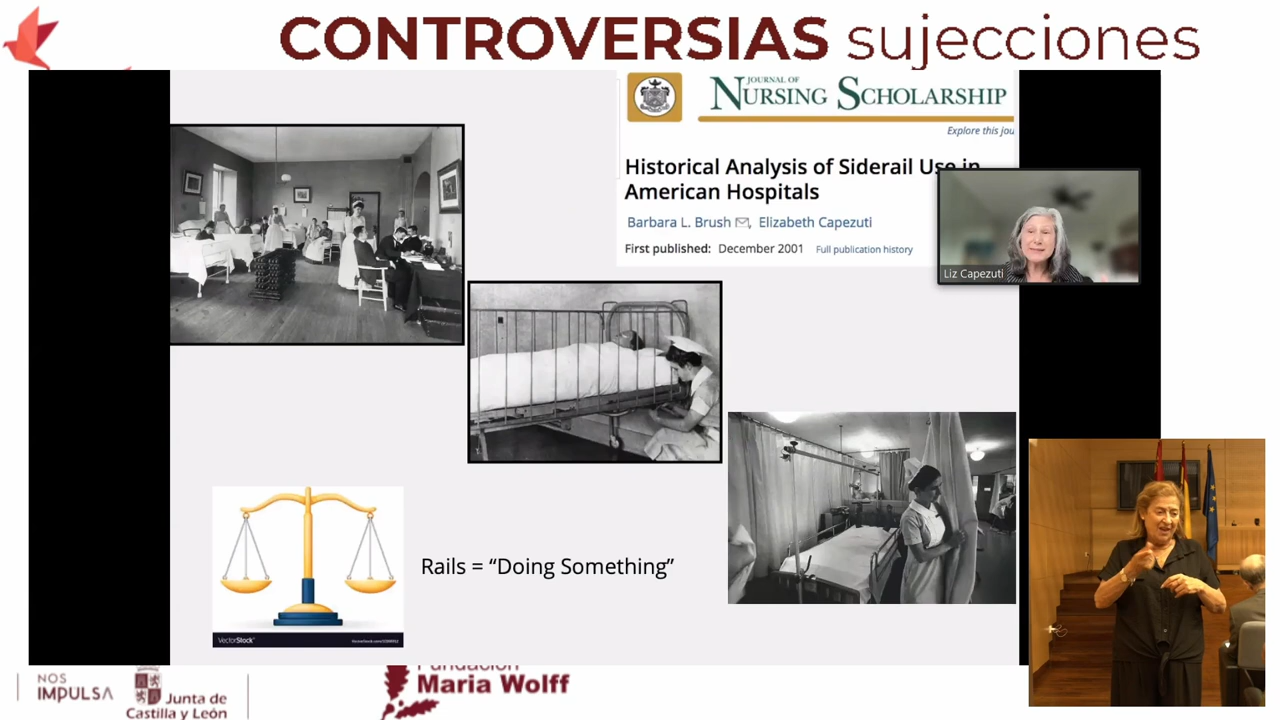 CONTROVERSIAS sujecciones
JOURNAL OF
NURSING SCHOLARSHIP
Explore this jou
Historical Analysis of Siderail Use in
American Hospitals
Barbara L. Brush, Elizabeth Capezuti
First published: December 2001 Full publication history
Liz Capezuti
Rails = “Doing Something”
VectorStock
NOS
IMPULSA
Junta de
Castilla y León
Fundación
Maria Wolff